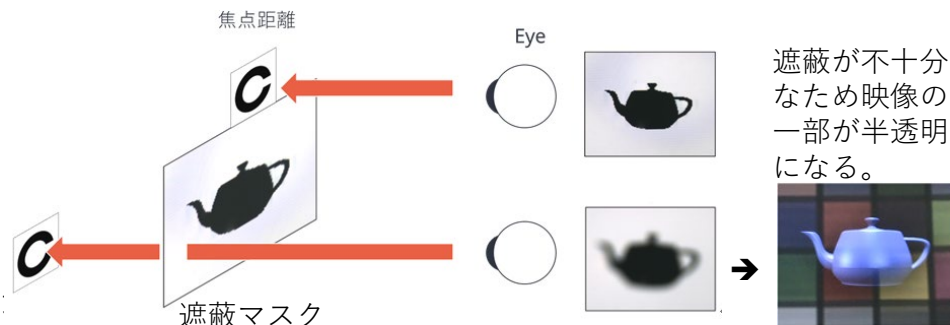 焦点距離
Eye
遮蔽が不十分
なため映像の
一部が半透明
になる。
C
C
遮蔽マスク